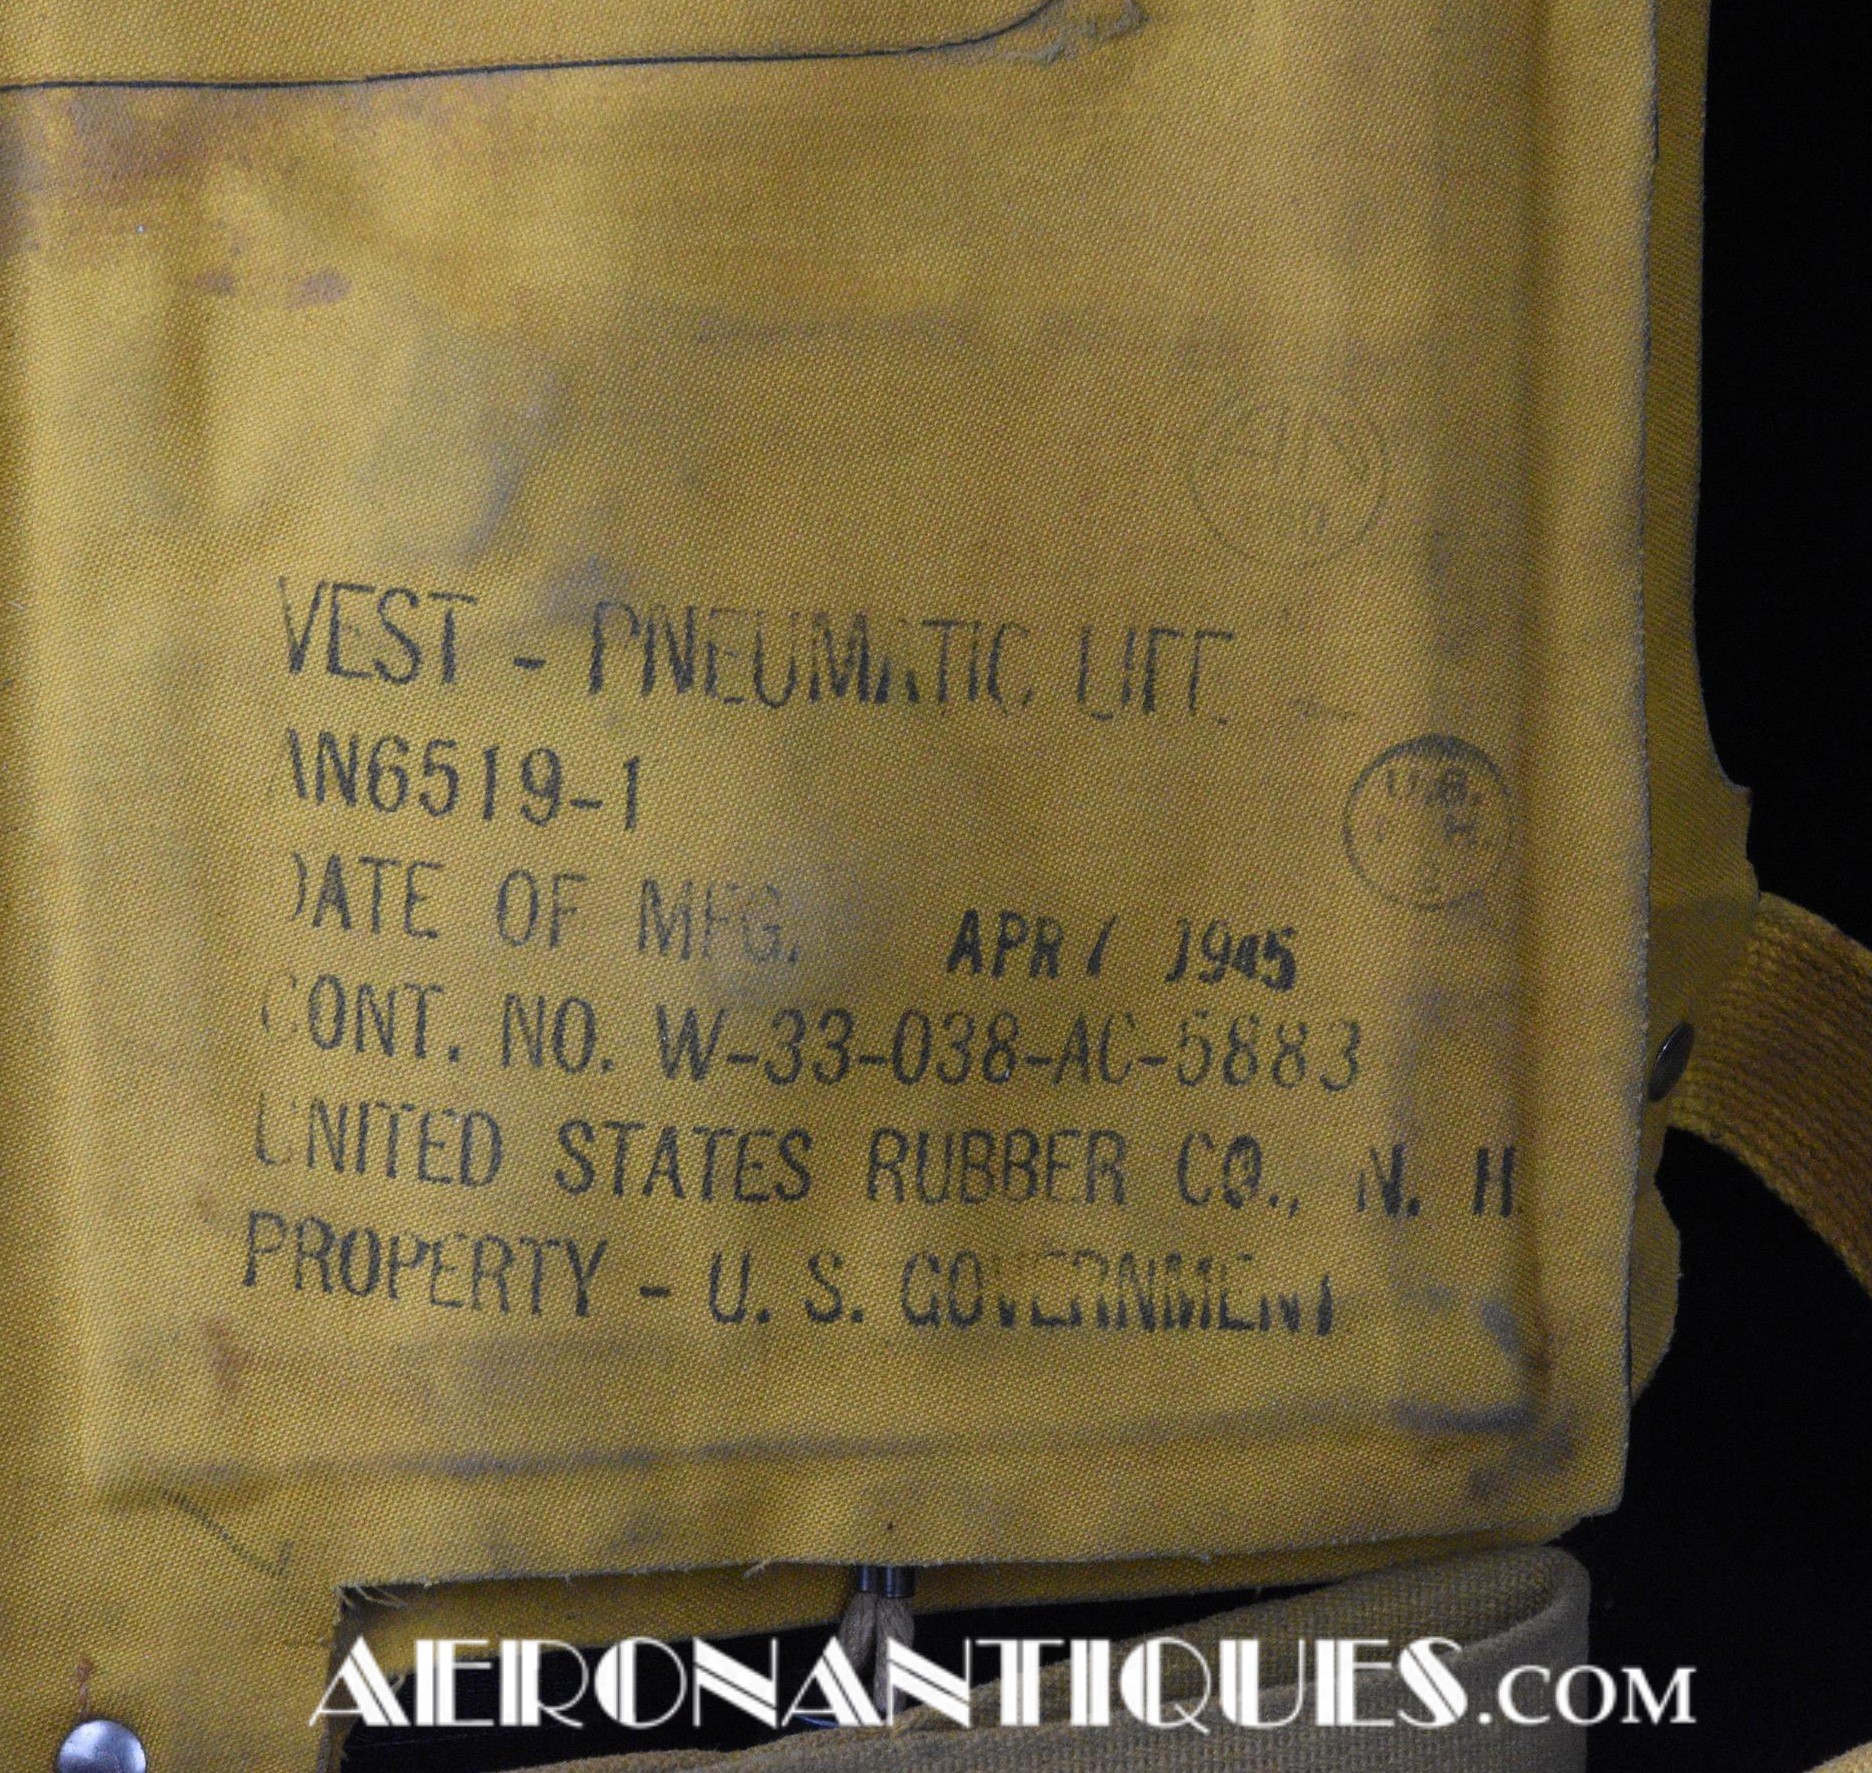 AN
VEST - PNEUMATIC LIFE
AN6519-1
DATE OF MFG. APR 1945
CONT. NO. W-33-038-AC-5883
UNITED STATES RUBBER CO., N. H.
PROPERTY - U. S. GOVERNMENT
AERONANTIQUES.COM